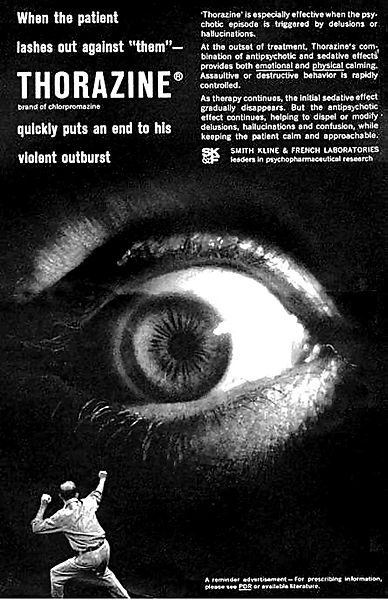 When the patient
lashes out against "them"—
THORAZINE®
brand of chlorpromazine
quickly puts an end to his
violent outburst
'Thorazine' is especially effective when the psy-
chotic episode is triggered by delusions or
hallucinations.
At the outset of treatment, Thorazine's com-
bination of antipsychotic and sedative effects
provides both emotional and physical calming.
Assaultive or destructive behavior is rapidly
controlled.
As therapy continues, the initial sedative effect
gradually disappears. But the antipsychotic
effect continues, helping to dispel or modify
delusions, hallucinations and confusion, while
keeping the patient calm and approachable.
SK&F
SMITH KLINE & FRENCH LABORATORIES
leaders in psychopharmaceutical research
A reminder advertisement—For prescribing information,
please see PDR or available literature.